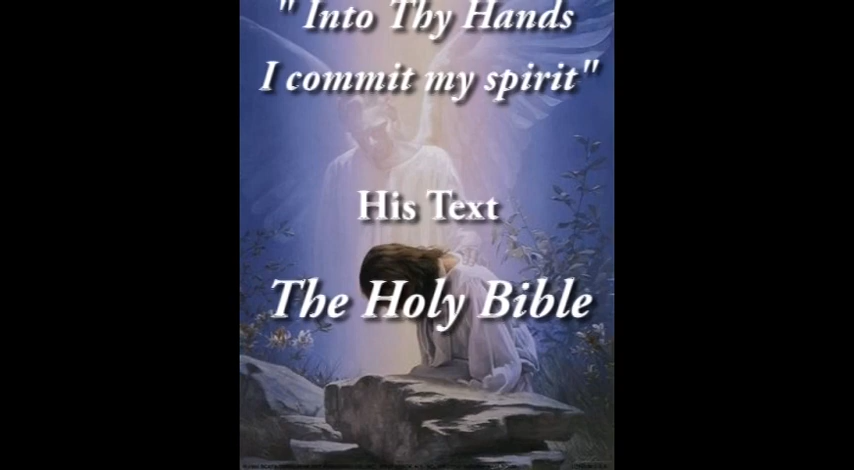 " Into Thy Hands
I commit my spirit"
His Text
The Holy Bible